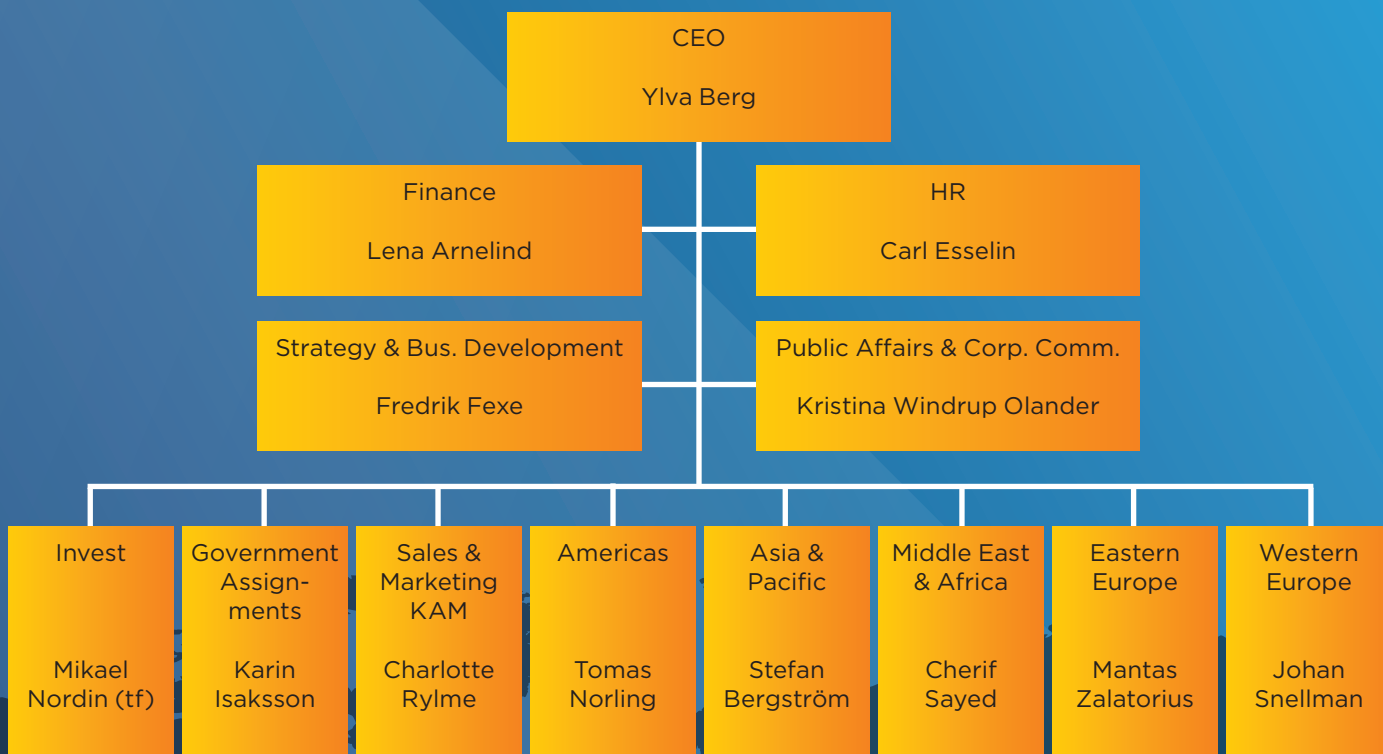 CEO
Ylva Berg
Finance
Lena Arnelind
HR
Carl Esselin
Strategy & Bus. Development
Fredrik Fexe
Public Affairs & Corp. Comm.
Kristina Windrup Olander
Invest
Mikael
Nordin (tf)
Government
Assign-
ments
Karin
Isaksson
Sales &
Marketing
KAM
Charlotte
Rylme
Americas
Tomas
Norling
Asia &
Pacific
Stefan
Bergström
Middle East
& Africa
Cherif
Sayed
Eastern
Europe
Mantas
Zalatorius
Western
Europe
Johan
Snellman